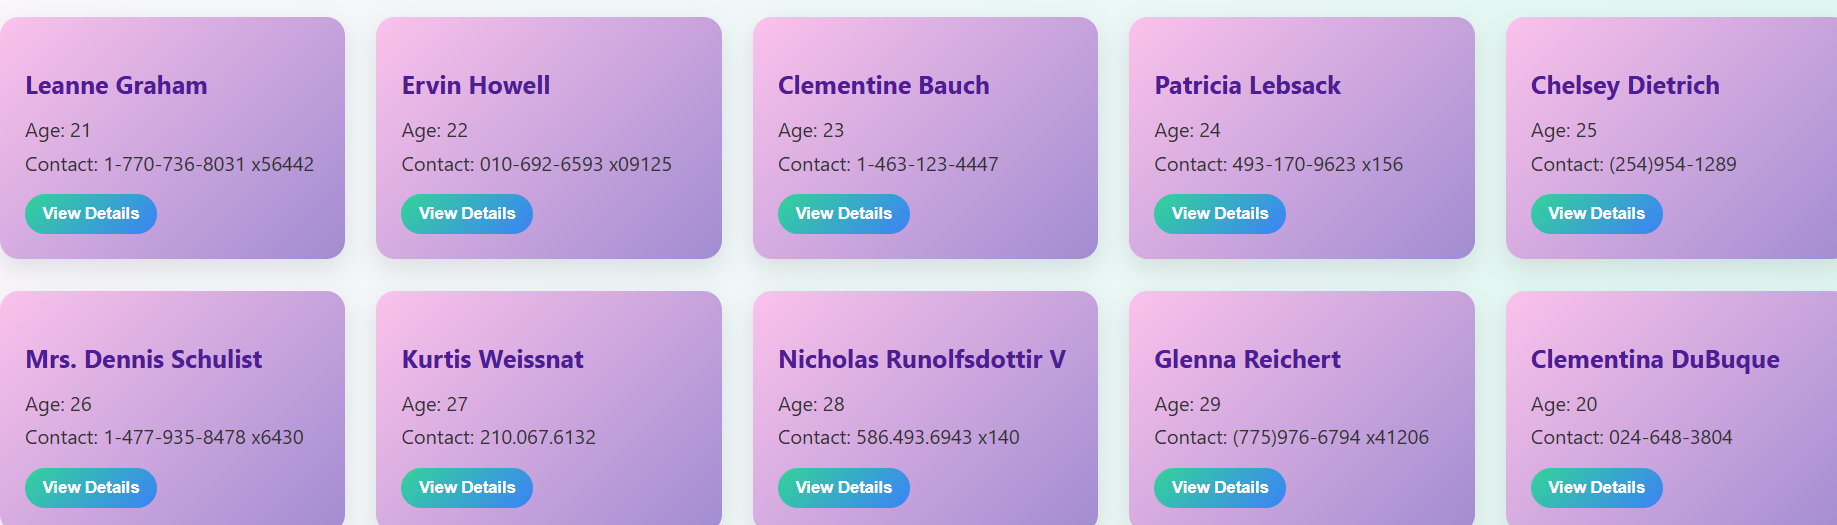 Leanne Graham
Age: 21
Contact: 1-770-736-8031 x56442
View Details
Ervin Howell
Age: 22
Contact: 010-692-6593 x09125
View Details
Clementine Bauch
Age: 23
Contact: 1-463-123-4447
View Details
Patricia Lebsack
Age: 24
Contact: 493-170-9623 x156
View Details
Chelsey Dietrich
Age: 25
Contact: (254)954-1289
View Details
Mrs. Dennis Schulist
Age: 26
Contact: 1-477-935-8478 x6430
View Details
Kurtis Weissnat
Age: 27
Contact: 210.067.6132
View Details
Nicholas Runolfsdottir V
Age: 28
Contact: 586.493.6943 x140
View Details
Glenna Reichert
Age: 29
Contact: (775)976-6794 x41206
View Details
Clementina DuBuque
Age: 20
Contact: 024-648-3804
View Details